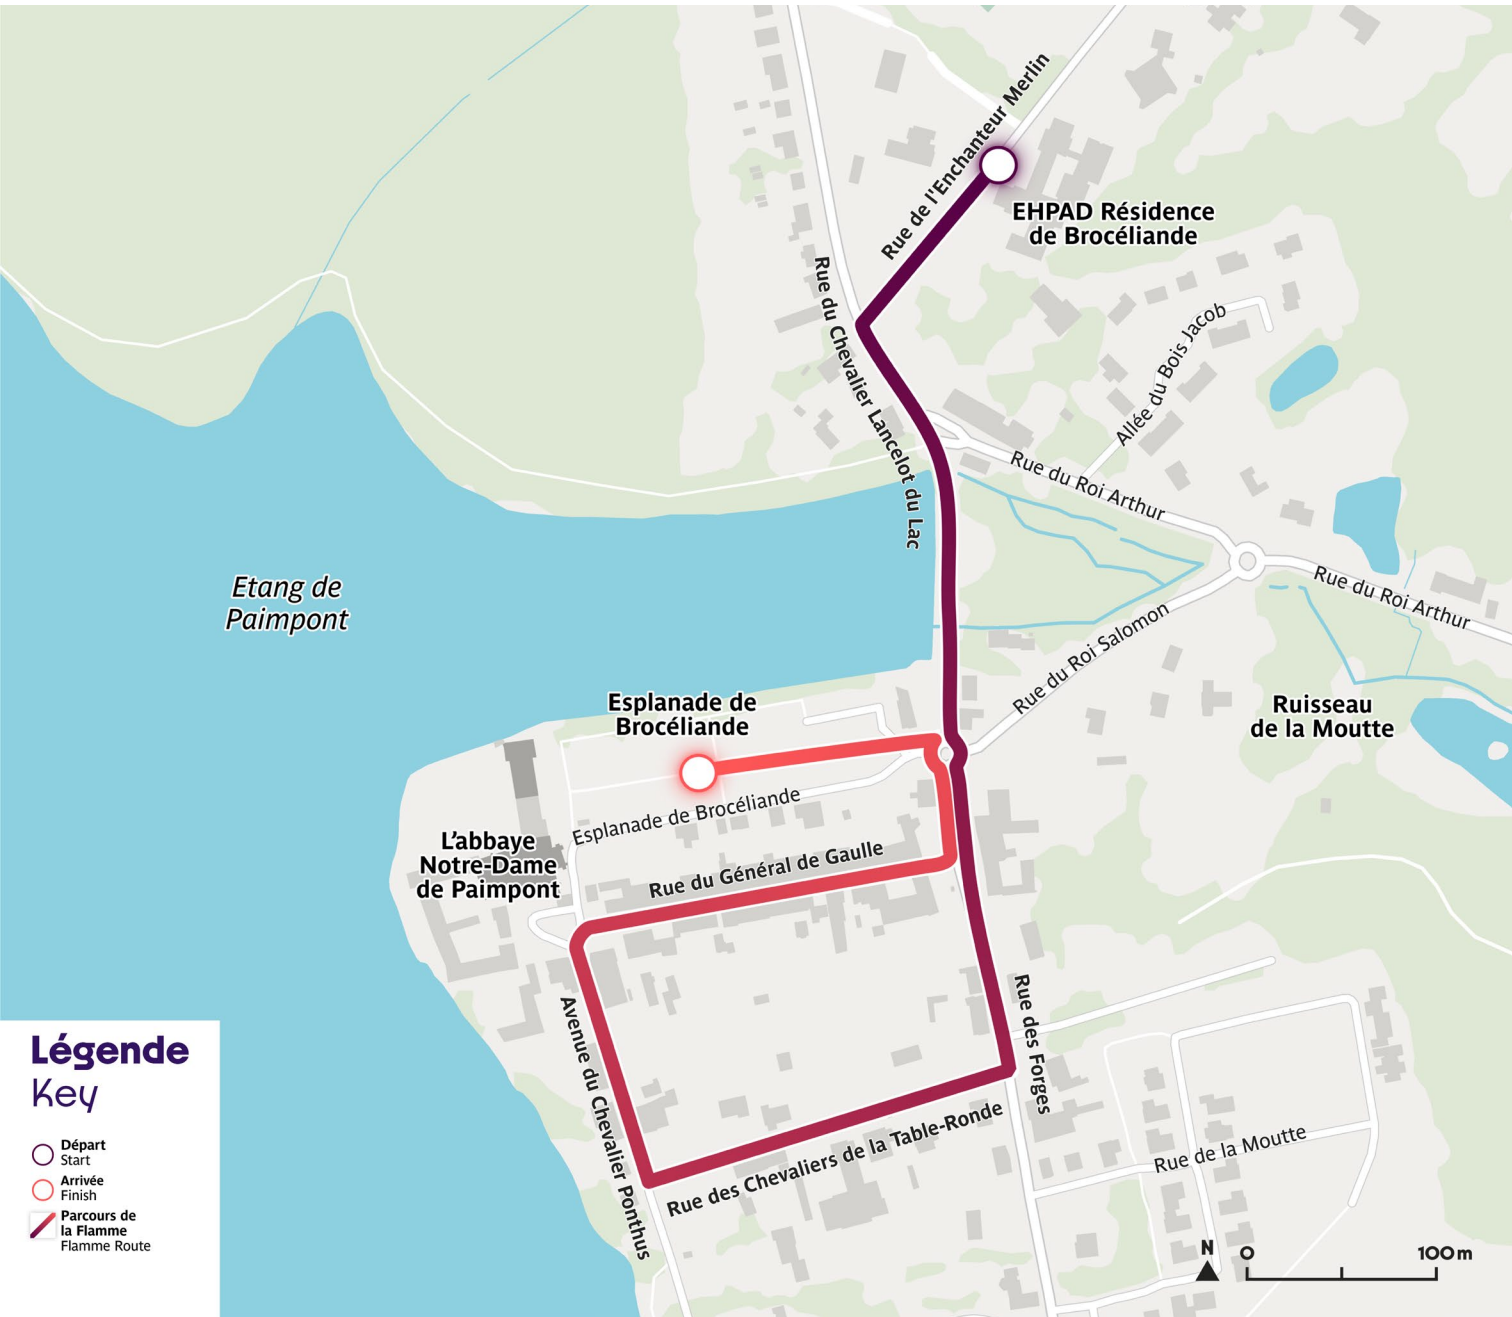 Rue de l'Enchanteur Merlin
EHPAD Résidence
de Brocéliande
Rue du Chevalier Lancelot du Lac
Allée du Bois Jacob
Rue du Roi Arthur
Rue du Roi Arthur
Etang de
Paimpont
Rue du Roi Salomon
Esplanade de
Brocéliande
Ruisseau
de la Moutte
Esplanade de Brocéliande
L'abbaye
Notre-Dame
de Paimpont
Rue du Général de Gaulle
Avenue du Chevalier Ponthus
Rue des Forges
Rue des Chevaliers de la Table-Ronde
Rue de la Moutte
Légende
Key
Départ
Start
Arrivée
Finish
Parcours de
la Flamme
Flamme Route
N
0
100m